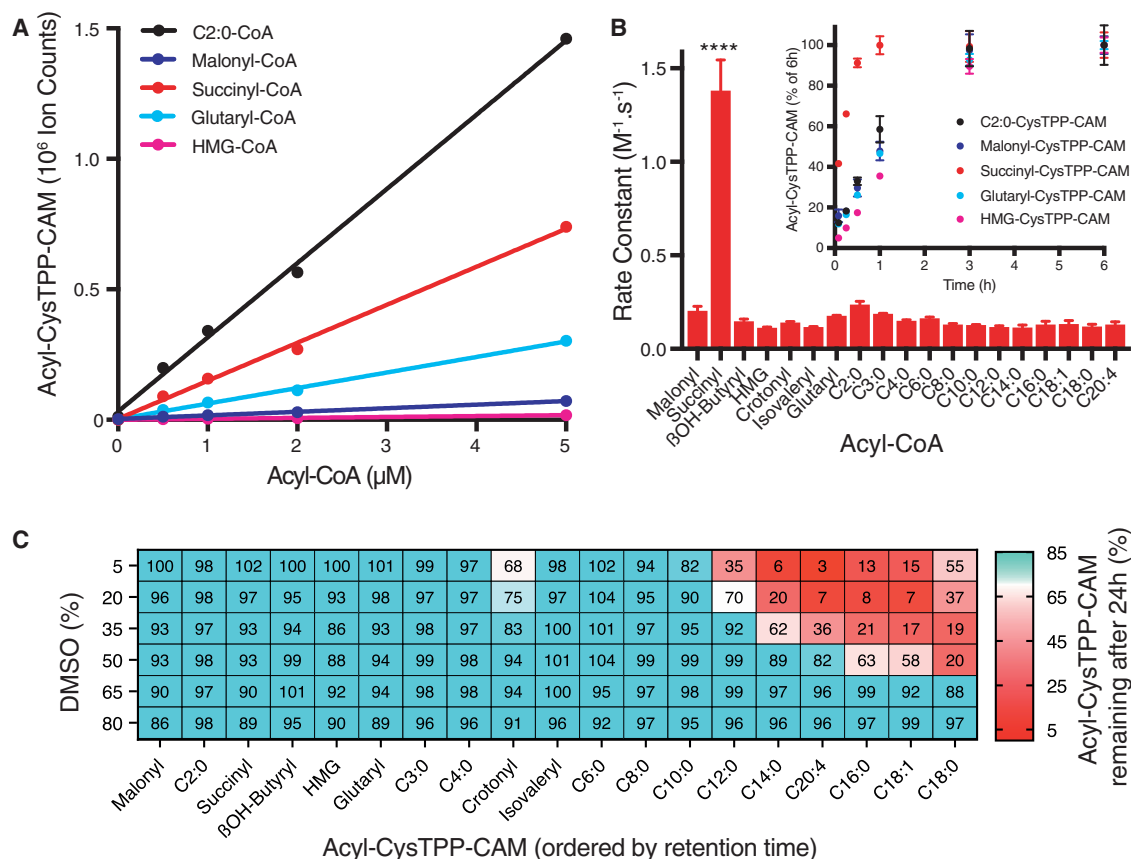 A
1.5
1.0
0.5
0
0 1 2 3 4 5
Acyl-CysTPP-CAM (10⁶ Ion Counts)
Acyl-CoA (µM)
C2:0-CoA
Malonyl-CoA
Succinyl-CoA
Glutaryl-CoA
HMG-CoA
B
1.5
1.0
0.5
0.0
Rate Constant (M⁻¹.s⁻¹)
****
Malonyl
Succinyl
ßOH-Butyryl
HMG
Crotonyl
Isovaleryl
Glutaryl
C2:0
C3:0
C4:0
C6:0
C8:0
C10:0
C12:0
C14:0
C16:0
C18:1
C18:0
C20:4
Acyl-CoA
Acyl-CysTPP-CAM (% of 6h)
100
80
60
40
20
0
0 1 2 3 4 5 6
Time (h)
C2:0-CysTPP-CAM
Malonyl-CysTPP-CAM
Succinyl-CysTPP-CAM
Glutaryl-CysTPP-CAM
HMG-CysTPP-CAM
C
DMSO (%)
5 100 98 102 100 100 101 99 97 68 98 102 94 82 35 6 3 13 15 55
20 96 98 97 95 93 98 97 97 75 97 104 95 90 70 20 7 8 7 37
35 93 97 93 94 86 93 98 97 83 100 101 97 95 92 62 36 21 17 19
50 93 98 93 99 88 94 99 98 94 101 104 99 99 99 89 82 63 58 20
65 90 97 90 101 92 94 98 98 94 100 95 97 98 99 97 96 99 92 88
80 86 98 89 95 90 89 96 96 91 96 92 97 95 96 96 96 97 99 97
Malonyl
C2:0
Succinyl
ßOH-Butyryl
HMG
Glutaryl
C3:0
C4:0
Crotonyl
Isovaleryl
C6:0
C8:0
C10:0
C12:0
C14:0
C20:4
C16:0
C18:1
C18:0
Acyl-CysTPP-CAM (ordered by retention time)
85
65
45
25
5
Acyl-CysTPP-CAM
remaining after 24h (%)